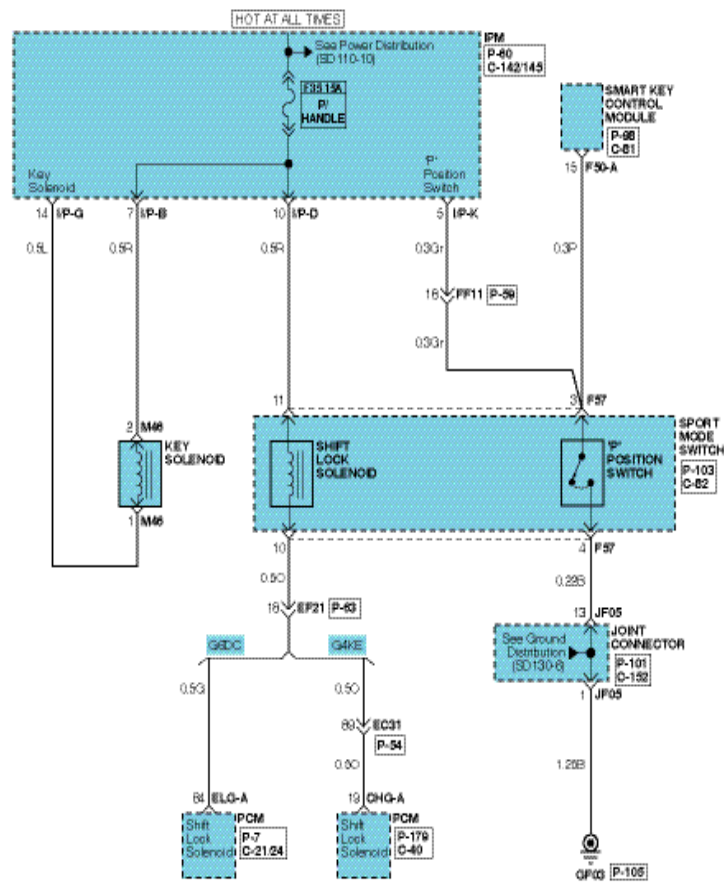 HOT AT ALL TIMES
IPM
P-60
C-142/145
See Power Distribution
(SD110-10)
F35 15A
P/
HANDLE
SMART KEY
CONTROL
MODULE
P-98
C-81
Key
Solenoid
'P'
Position
Switch
15 F50-A
14 I/P-G
7 I/P-B
10 I/P-D
5 I/P-K
0.5L
0.5R
0.5R
0.3Gr
0.3P
16 FF11 P-59
0.3Gr
11
3 F57
2 M46
KEY
SOLENOID
SHIFT
LOCK
SOLENOID
'P'
POSITION
SWITCH
SPORT
MODE
SWITCH
P-103
C-82
1 M46
10
4 F57
0.5O
0.22B
18 EF21 P-63
13 JF05
G6DC
G4KE
See Ground
Distribution
(SD130-6)
JOINT
CONNECTOR
P-101
C-152
0.5G
0.5O
1 JF05
89 EC31
P-54
0.5O
1.25B
84 ELG-A
19 CHG-A
Shift
Lock
Solenoid
PCM
P-7
C-21/24
Shift
Lock
Solenoid
PCM
P-179
C-40
GF03 P-105